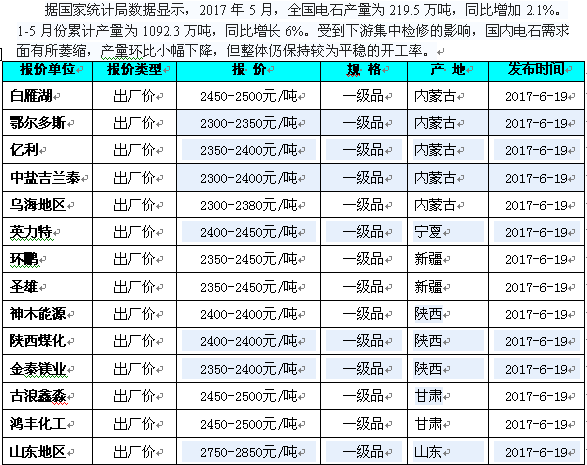 据国家统计局数据显示，2017 年 5 月，全国电石产量为 219.5 万吨，同比增加 2.1%。
1-5 月份累计产量为 1092.3 万吨，同比增长 6%。受到下游集中检修的影响，国内电石需求
面有所萎缩，产量环比小幅下降，但整体仍保持较为平稳的开工率。
报价单位 报价类型 报 价 规 格 产 地 发布时间
白雁湖 出厂价 2450-2500元/吨 一级品 内蒙古 2017-6-19
鄂尔多斯 出厂价 2300-2350元/吨 一级品 内蒙古 2017-6-19
亿利 出厂价 2350-2400元/吨 一级品 内蒙古 2017-6-19
中盐吉兰泰 出厂价 2300-2400元/吨 一级品 内蒙古 2017-6-19
乌海地区 出厂价 2300-2380元/吨 一级品 内蒙古 2017-6-19
英力特 出厂价 2400-2450元/吨 一级品 宁夏 2017-6-19
环鹏 出厂价 2350-2450元/吨 一级品 新疆 2017-6-19
圣雄 出厂价 2350-2450元/吨 一级品 新疆 2017-6-19
神木能源 出厂价 2400-2400元/吨 一级品 陕西 2017-6-19
陕西煤化 出厂价 2400-2400元/吨 一级品 陕西 2017-6-19
金泰镁业 出厂价 2350-2400元/吨 一级品 陕西 2017-6-19
古浪鑫淼 出厂价 2450-2500元/吨 一级品 甘肃 2017-6-19
鸿丰化工 出厂价 2450-2500元/吨 一级品 甘肃 2017-6-19
山东地区 出厂价 2750-2850元/吨 一级品 山东 2017-6-19